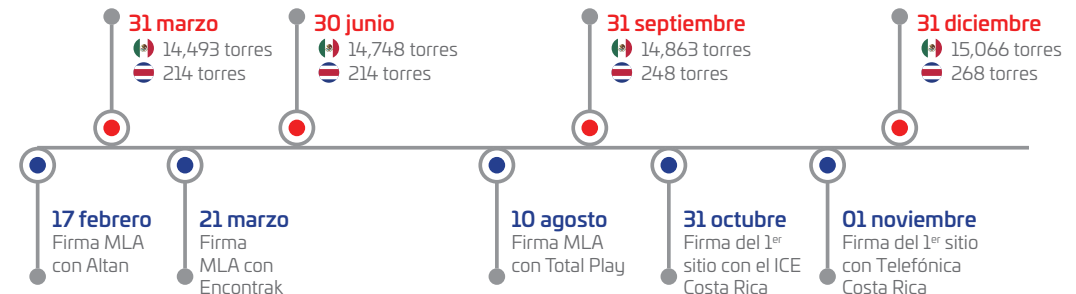 31 marzo
14,493 torres
214 torres
30 junio
14,748 torres
214 torres
31 septiembre
14,863 torres
248 torres
31 diciembre
15,066 torres
268 torres
17 febrero
Firma MLA
con Altan
21 marzo
Firma
MLA con
Encontrak
10 agosto
Firma MLA
con Total Play
31 octubre
Firma del 1er
sitio con el ICE
Costa Rica
01 noviembre
Firma del 1er sitio
con Telefónica
Costa Rica